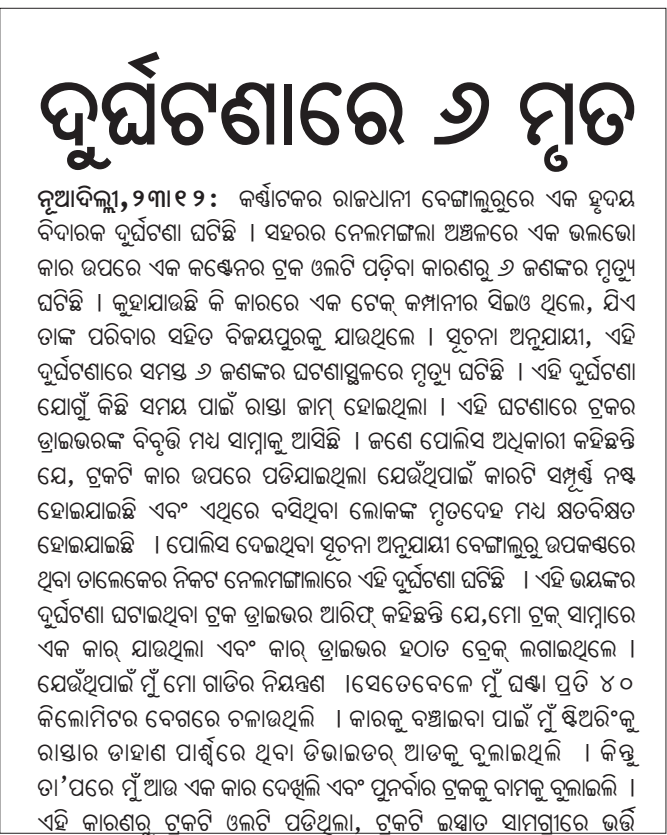 ଦୁର୍ଘଟଣାରେ ୬ ମୃତ
ନୂଆଦିଲ୍ଲୀ,୨୩ା୧୨: କର୍ଣ୍ଣାଟକର ରାଜଧାନୀ ବେଙ୍ଗାଲୁରୁରେ ଏକ ହୃଦୟ
ବିଦାରକ ଦୁର୍ଘଟଣା ଘଟିଛି । ସହରର ନେଲମଙ୍ଗଲା ଅଞ୍ଚଳରେ ଏକ ଭଲଭୋ
କାର ଉପରେ ଏକ କଣ୍ଟେନର ଟ୍ରକ ଓଲଟି ପଡ଼ିବା କାରଣରୁ ୬ ଜଣଙ୍କର ମୃତ୍ୟୁ
ଘଟିଛି । କୁହାଯାଉଛି କି କାରରେ ଏକ ଟେକ୍ କମ୍ପାନୀର ସିଇଓ ଥିଲେ, ଯିଏ
ତାଙ୍କ ପରିବାର ସହିତ ବିଜୟପୁରକୁ ଯାଉଥିଲେ । ସୂଚନା ଅନୁଯାୟୀ, ଏହି
ଦୁର୍ଘଟଣାରେ ସମସ୍ତ ୬ ଜଣଙ୍କର ଘଟଣାସ୍ଥଳରେ ମୃତ୍ୟୁ ଘଟିଛି । ଏହି ଦୁର୍ଘଟଣା
ଯୋଗୁଁ କିଛି ସମୟ ପାଇଁ ରାସ୍ତା ଜାମ୍ ହୋଇଥିଲା । ଏହି ଘଟଣାରେ ଟ୍ରକର
ଡ୍ରାଇଭରଙ୍କ ବିବୃତ୍ତି ମଧ୍ୟ ସାମ୍ନାକୁ ଆସିଛି । ଜଣେ ପୋଲିସ ଅଧିକାରୀ କହିଛନ୍ତି
ଯେ, ଟ୍ରକଟି କାର ଉପରେ ପଡିଯାଇଥିଲା ଯେଉଁଥିପାଇଁ କାରଟି ସମ୍ପୂର୍ଣ୍ଣ ନଷ୍ଟ
ହୋଇଯାଇଛି ଏବଂ ଏଥିରେ ବସିଥିବା ଲୋକଙ୍କ ମୃତଦେହ ମଧ୍ୟ କ୍ଷତବିକ୍ଷତ
ହୋଇଯାଇଛି । ପୋଲିସ ଦେଇଥିବା ସୂଚନା ଅନୁଯାୟୀ ବେଙ୍ଗାଲୁରୁ ଉପକଣ୍ଠରେ
ଥିବା ତାଲେକେର ନିକଟ ନେଲମଙ୍ଗାଲାରେ ଏହି ଦୁର୍ଘଟଣା ଘଟିଛି । ଏହି ଭୟଙ୍କର
ଦୁର୍ଘଟଣା ଘଟାଇଥିବା ଟ୍ରକ ଡ୍ରାଇଭର ଆରିଫ୍ କହିଛନ୍ତି ଯେ,ମୋ ଟ୍ରକ୍ ସାମ୍ନାରେ
ଏକ କାର୍ ଯାଉଥିଲା ଏବଂ କାର୍ ଡ୍ରାଇଭର ହଠାତ ବ୍ରେକ୍ ଲଗାଇଥିଲେ ।
ଯେଉଁଥିପାଇଁ ମୁଁ ମୋ ଗାଡିର ନିୟନ୍ତ୍ରଣ ।ସେତେବେଳେ ମୁଁ ଘଣ୍ଟା ପ୍ରତି ୪୦
କିଲୋମିଟର ବେଗରେ ଚଳାଉଥିଲି । କାରକୁ ବଞ୍ଚାଇବା ପାଇଁ ମୁଁ ଷ୍ଟିଅରିଂକୁ
ରାସ୍ତାର ଡାହାଣ ପାର୍ଶ୍ୱରେ ଥିବା ଡିଭାଇଡର୍ ଆଡକୁ ବୁଲାଇଥିଲି । କିନ୍ତୁ
ତା'ପରେ ମୁଁ ଆଉ ଏକ କାର ଦେଖିଲି ଏବଂ ପୁନର୍ବାର ଟ୍ରକକୁ ବାମକୁ ବୁଲାଇଲି ।
ଏହି କାରଣରୁ ଟ୍ରକଟି ଓଲଟି ପଡିଥିଲା, ଟ୍ରକଟି ଇସ୍ପାତ ସାମଗ୍ରୀରେ ଭର୍ତ୍ତି